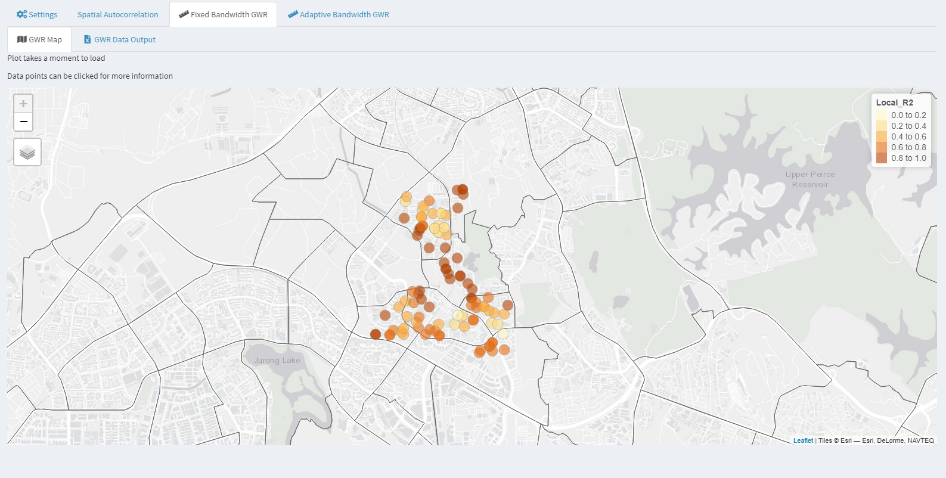 Settings Spatial Autocorrelation Fixed Bandwidth GWR Adaptive Bandwidth GWR
GWR Map GWR Data Output
Plot takes a moment to load
Data points can be clicked for more information
+
−
Local_R2
0.0 to 0.2
0.2 to 0.4
0.4 to 0.6
0.6 to 0.8
0.8 to 1.0
Upper Peirce
Reservoir
Jurong Lake
Leaflet | Tiles © Esri — Esri, DeLorme, NAVTEQ